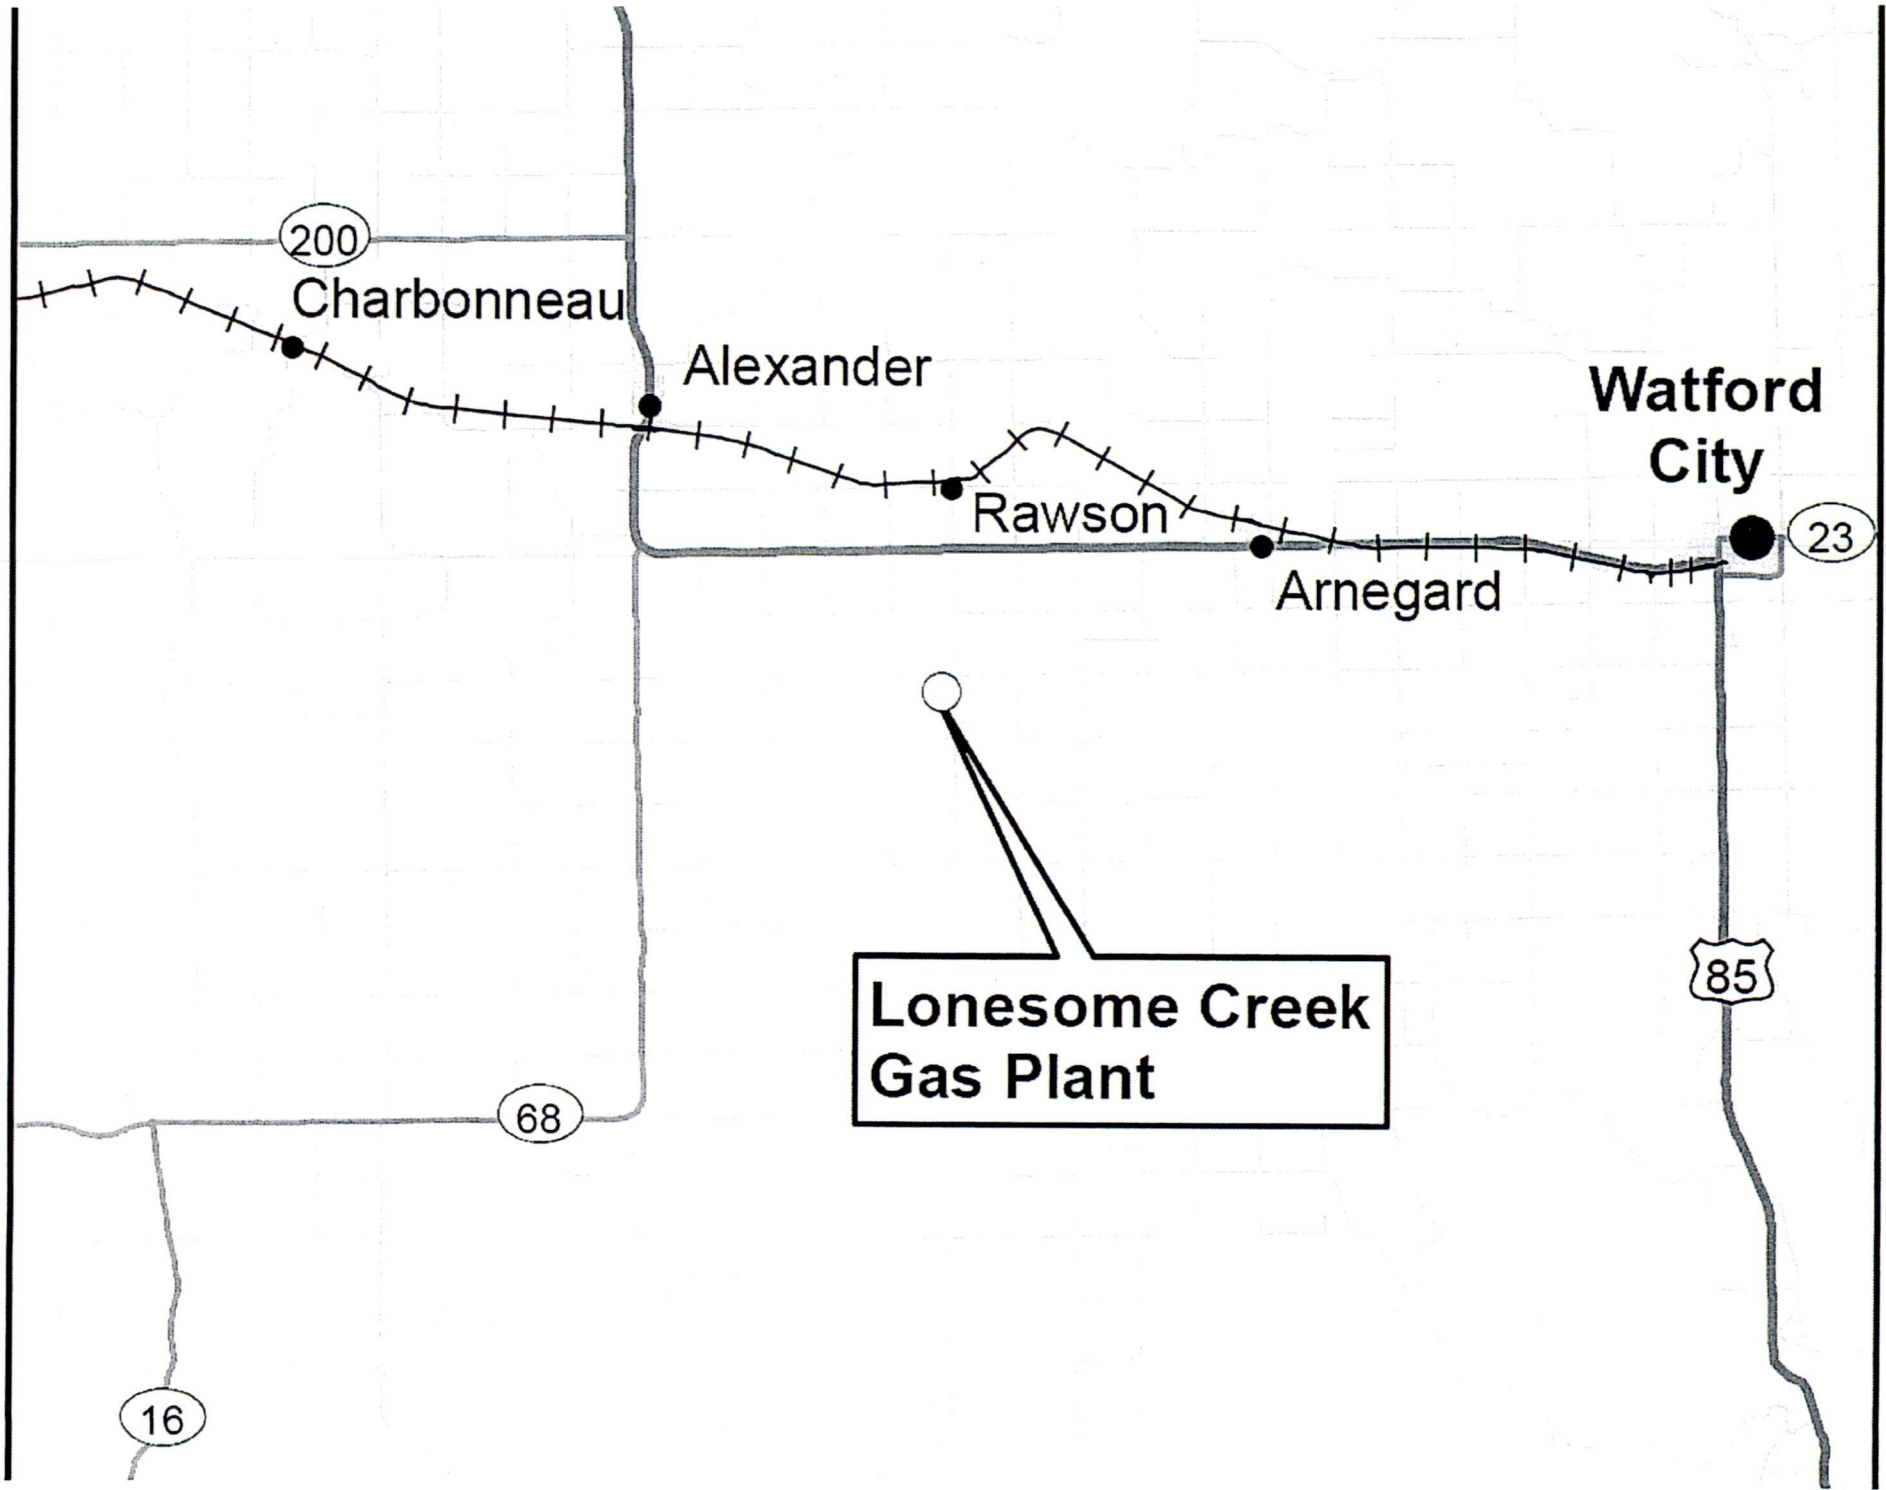 200
Charbonneau
Alexander
Watford
City
Rawson
23
Arnegard
85
Lonesome Creek
Gas Plant
68
16